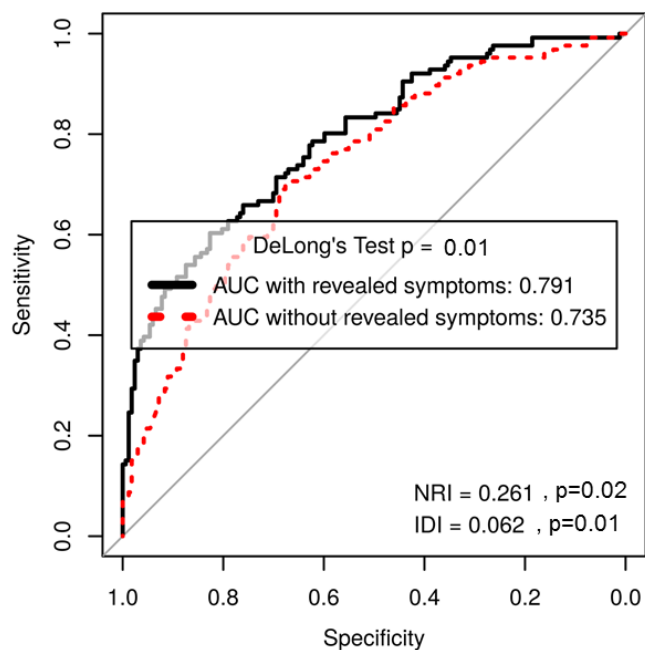 1.0
0.8
0.6
0.4
0.2
0.0
Sensitivity
DeLong's Test p = 0.01
AUC with revealed symptoms: 0.791
AUC without revealed symptoms: 0.735
NRI = 0.261 , p=0.02
IDI = 0.062 , p=0.01
1.0 0.8 0.6 0.4 0.2 0.0
Specificity